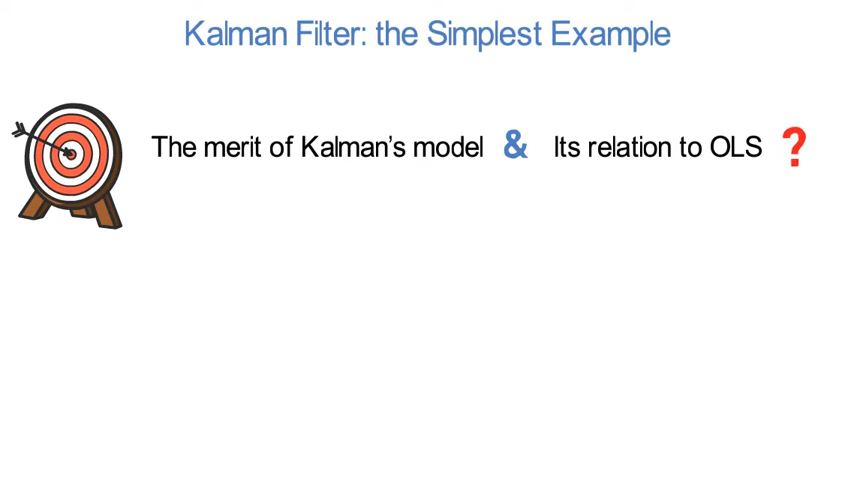 Kalman Filter: the Simplest Example
The merit of Kalman's model & Its relation to OLS ?